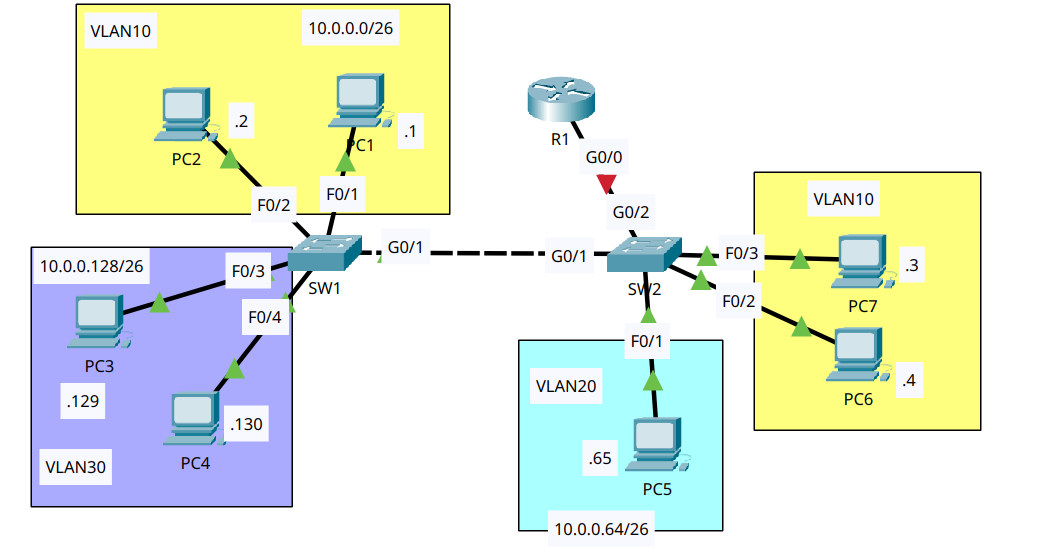 VLAN10
10.0.0.0/26
.2
.1
PC2
PC1
F0/2
F0/1
R1
G0/0
G0/2
VLAN10
10.0.0.128/26
F0/3
G0/1
G0/1
F0/3
.3
SW1
SW2
PC7
F0/4
F0/2
PC3
F0/1
.129
.130
VLAN20
.4
PC6
VLAN30
PC4
.65
PC5
10.0.0.64/26